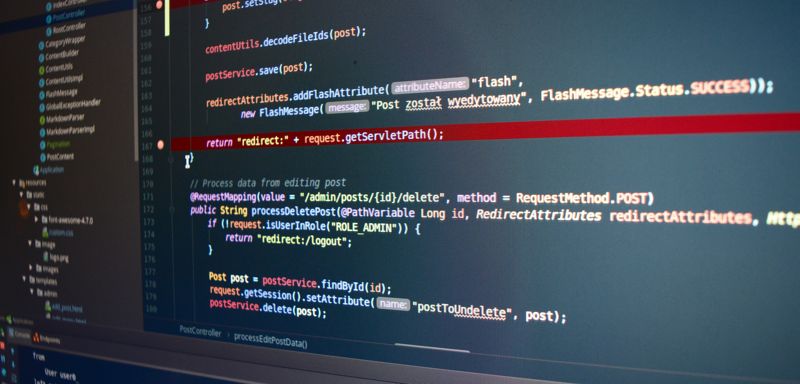 IndexController
PostController
RootController
CategoryWrapper
ContentBuilder
ContentUtils
ContentUtilsImpl
FlashMessage
GlobalExceptionHandler
MarkdownParser
MarkdownParserImpl
Pagination
PostContent
Application
resources
static
css
font-awesome-4.7.0
custom.css
image
logo.png
images
templates
admin
156 post.setSlug
157 }
158
159 contentUtils.decodeFileIds(post);
160
161 postService.save(post);
162
163 redirectAttributes.addFlashAttribute( attributeName: "flash",
164 new FlashMessage( message: "Post został wyedytowany", FlashMessage.Status.SUCCESS));
165
166
167 return "redirect:" + request.getServletPath();
168 }
169
170 // Process data from editing post
171 @RequestMapping(value = "/admin/posts/{id}/delete", method = RequestMethod.POST)
172 public String processDeletePost(@PathVariable Long id, RedirectAttributes redirectAttributes, Http
173 if (!request.isUserInRole("ROLE_ADMIN")) {
174 return "redirect:/logout";
175 }
176
177 Post post = postService.findById(id);
178 request.getSession().setAttribute( name: "postToUndelete", post);
179 postService.delete(post);
180
PostController › processEditPostData()
Application
Console Endpoints
from
User user0_